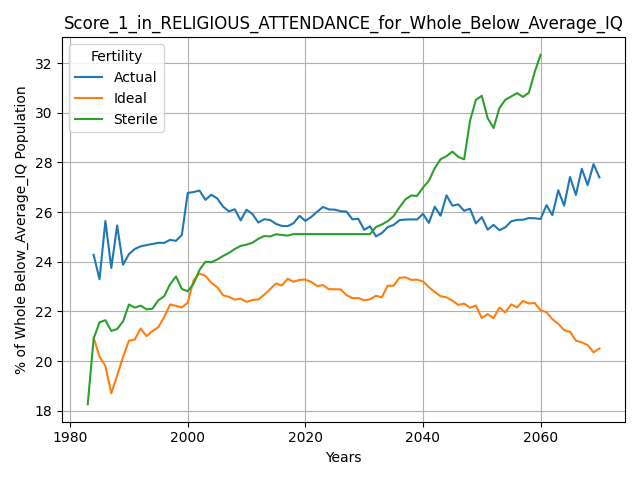 Score_1_in_RELIGIOUS_ATTENDANCE_for_Whole_Below_Average_IQ
Fertility
Actual
Ideal
Sterile
% of Whole Below_Average_IQ Population
32
30
28
26
24
22
20
18
1980
2000
2020
2040
2060
Years